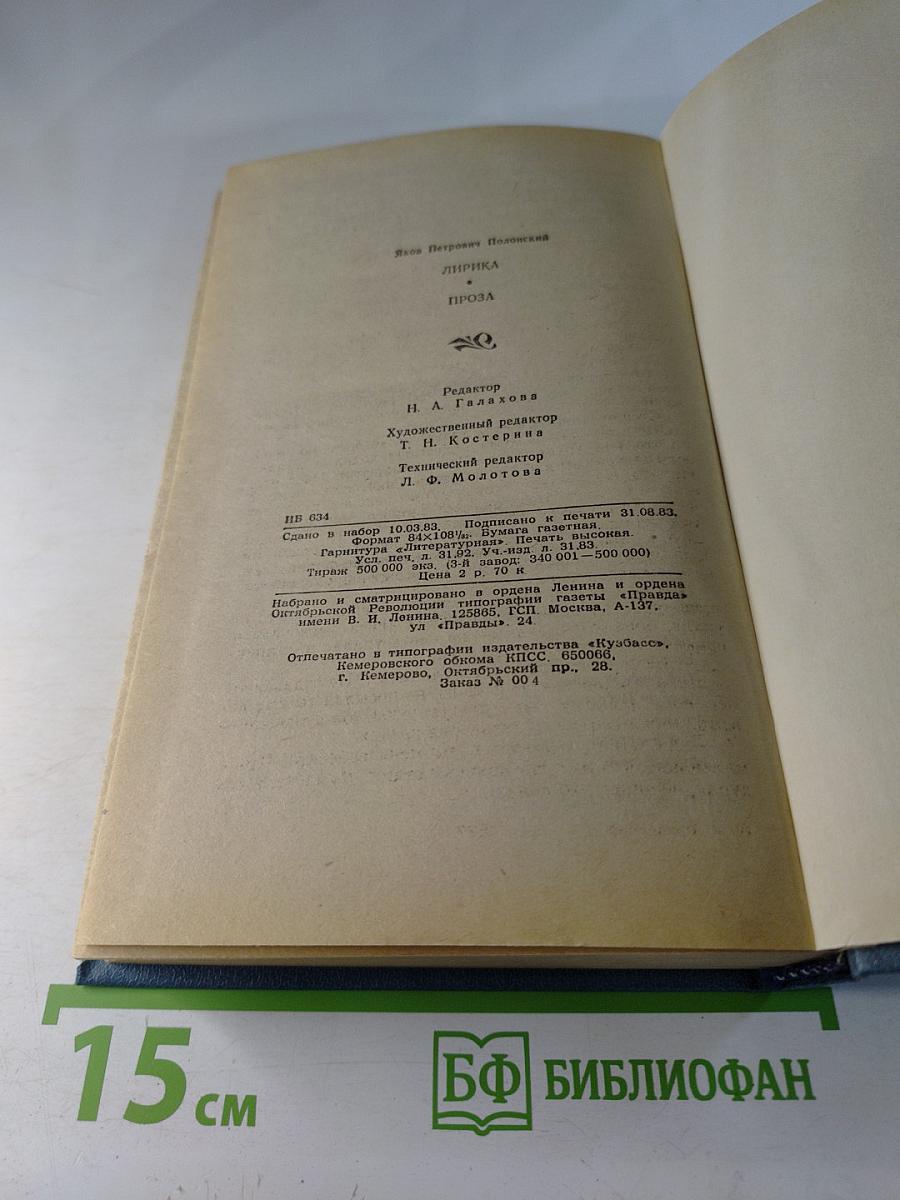 Яков Петрович Полонский
ЛИРИКА
•
ПРОЗА
Редактор
Н. А. Галахова
Художественный редактор
Т. Н. Костерина
Технический редактор
Л. Ф. Молотова
ИБ 634
Сдано в набор 10.03.83. Подписано к печати 31.08.83.
Формат 84×108¹/₃₂. Бумага газетная.
Гарнитура «Литературная». Печать высокая.
Усл. печ. л. 31,92. Уч.-изд. л. 31,83.
Тираж 500 000 экз. (3-й завод: 340 001—500 000)
Цена 2 р. 70 к
Набрано и сматрицировано в ордена Ленина и ордена
Октябрьской Революции типографии газеты «Правда»
имени В. И. Ленина. 125865, ГСП. Москва, А-137,
ул «Правды». 24
Отпечатано в типографии издательства «Кузбасс»,
Кемеровского обкома КПСС. 650066,
г. Кемерово, Октябрьский пр., 28.
Заказ № 004
15 см
БФ БИБЛИОФАН